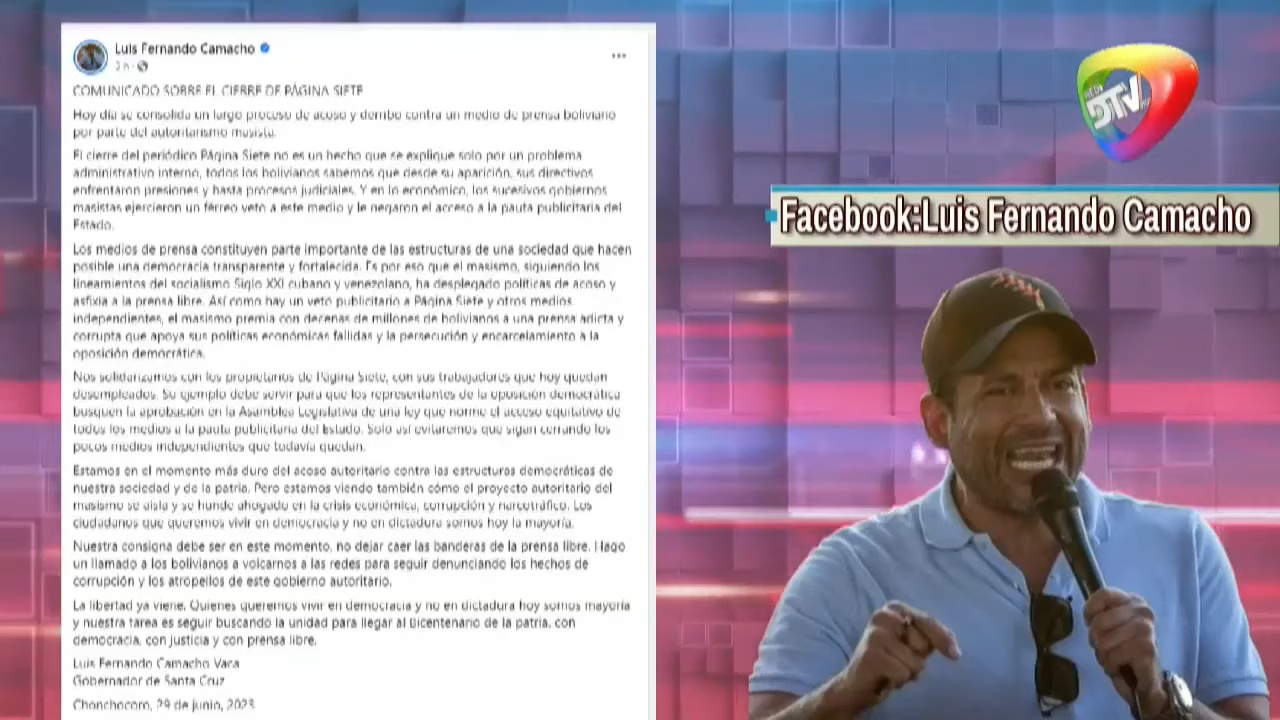 Luis Fernando Camacho
COMUNICADO SOBRE EL CIERRE DE PÁGINA SIETE
Hoy día se consolida un largo proceso de acoso y derribo contra un medio de prensa boliviano
por parte del autoritarismo masista.
El cierre del periódico Página Siete no es un hecho que se explique solo por un problema
administrativo interno, todos los bolivianos sabemos que desde su aparición, sus directivos
enfrentaron presiones y hasta procesos judiciales. Y en lo económico, los sucesivos gobiernos
masistas ejercieron un férreo veto a este medio y le negaron el acceso a la pauta publicitaria del
Estado.
Los medios de prensa constituyen parte importante de las estructuras de una sociedad que hacen
posible una democracia transparente y fortalecida. Es por eso que el masismo, siguiendo los
lineamientos del socialismo Siglo XXI cubano y venezolano, ha desplegado políticas de acoso y
asfixia a la prensa libre. Así como hay un veto publicitario a Página Siete y otros medios
independientes, el masismo premia con decenas de millones de bolivianos a una prensa adicta y
corrupta que apoya sus políticas económicas fallidas y la persecución y encarcelamiento a la
oposición democrática.
Nos solidarizamos con los propietarios de Página Siete, con sus trabajadores que hoy quedan
desempleados. Su ejemplo debe servir para que los representantes de la oposición democrática
busquen la aprobación en la Asamblea Legislativa de una ley que norme el acceso equitativo de
todos los medios a la pauta publicitaria del Estado. Solo así evitaremos que sigan cerrando los
pocos medios independientes que todavía quedan.
Estamos en el momento más duro del acoso autoritario contra las estructuras democráticas de
nuestra sociedad y de la patria. Pero estamos viendo también cómo el proyecto autoritario del
masismo se aisla y se hunde ahogado en la crisis económica, corrupción y narcotráfico. Los
ciudadanos que queremos vivir en democracia y no en dictadura somos hoy la mayoría.
Nuestra consigna debe ser en este momento, no dejar caer las banderas de la prensa libre. Hago
un llamado a los bolivianos a volcarnos a las redes para seguir denunciando los hechos de
corrupción y los atropellos de este gobierno autoritario.
La libertad ya viene. Quienes queremos vivir en democracia y no en dictadura hoy somos mayoría
y nuestra tarea es seguir buscando la unidad para llegar al Bicentenario de la patria, con
democracia, con justicia y con prensa libre.
Luis Fernando Camacho Vaca
Gobernador de Santa Cruz
Chonchocoro, 29 de junio, 2023
DTV
Facebook:Luis Fernando Camacho